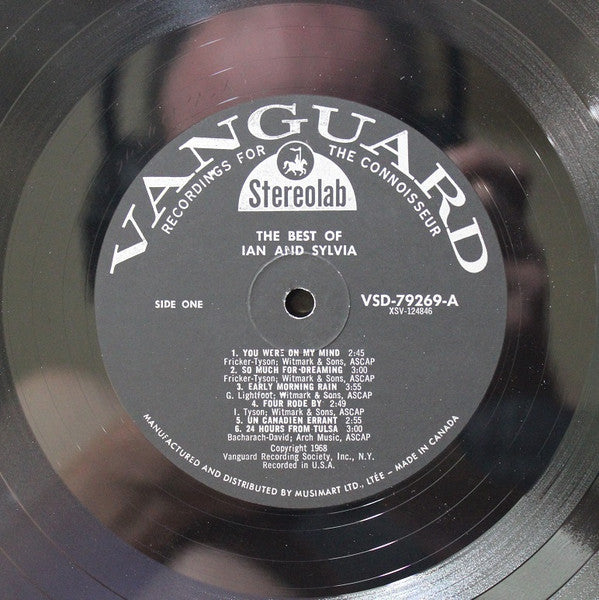 VANGUARD
RECORDINGS FOR THE CONNOISSEUR
Stereolab
THE BEST OF
IAN AND SYLVIA
SIDE ONE
VSD-79269-A
XSV-124846
1. YOU WERE ON MY MIND 2:45
Fricker-Tyson; Witmark & Sons, ASCAP
2. SO MUCH FOR DREAMING 3:00
Fricker-Tyson; Witmark & Sons, ASCAP
3. EARLY MORNING RAIN 3:55
G. Lightfoot; Witmark & Sons, ASCAP
4. FOUR RODE BY 2:49
I. Tyson; Witmark & Sons, ASCAP
5. UN CANADIEN ERRANT 2:55
6. 24 HOURS FROM TULSA 3:00
Bacharach-David; Arch Music, ASCAP
Copyright 1968
Vanguard Recording Society, Inc., N.Y.
Recorded in U.S.A.
MANUFACTURED AND DISTRIBUTED BY MUSIMART LTD., LTÉE – MADE IN CANADA